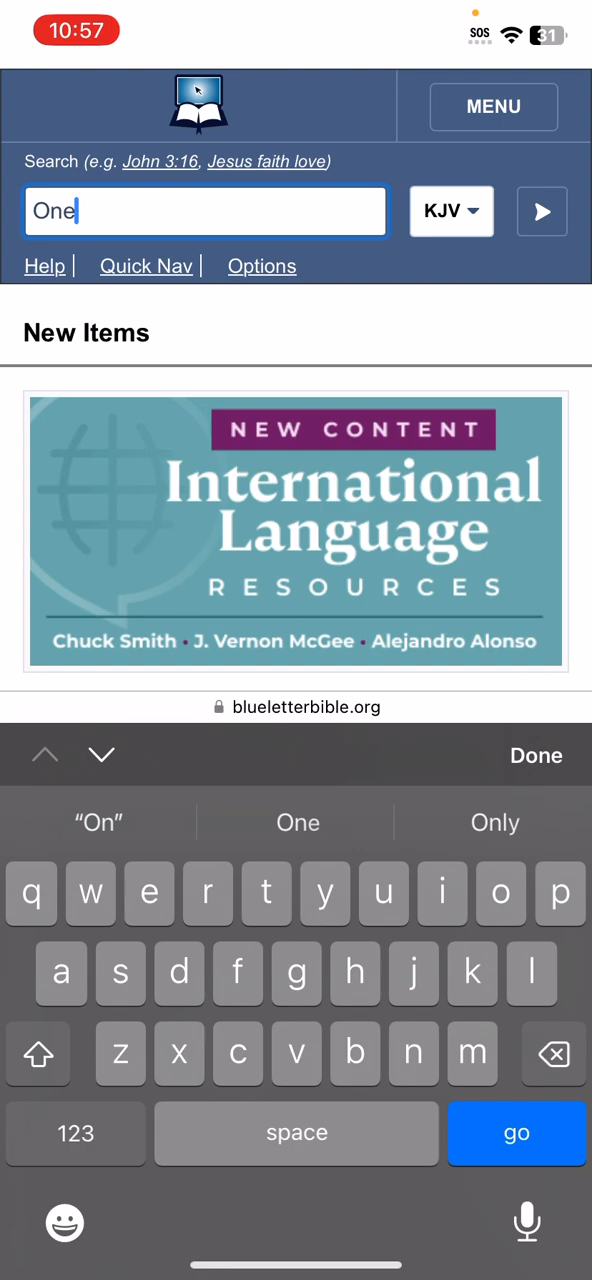 10:57
SOS
31
MENU
Search (e.g. John 3:16, Jesus faith love)
One
KJV
Help | Quick Nav | Options
New Items
NEW CONTENT
International
Language
RESOURCES
Chuck Smith • J. Vernon McGee • Alejandro Alonso
blueletterbible.org
Done
“On” One Only
q w e r t y u i o p
a s d f g h j k l
z x c v b n m
123 space go